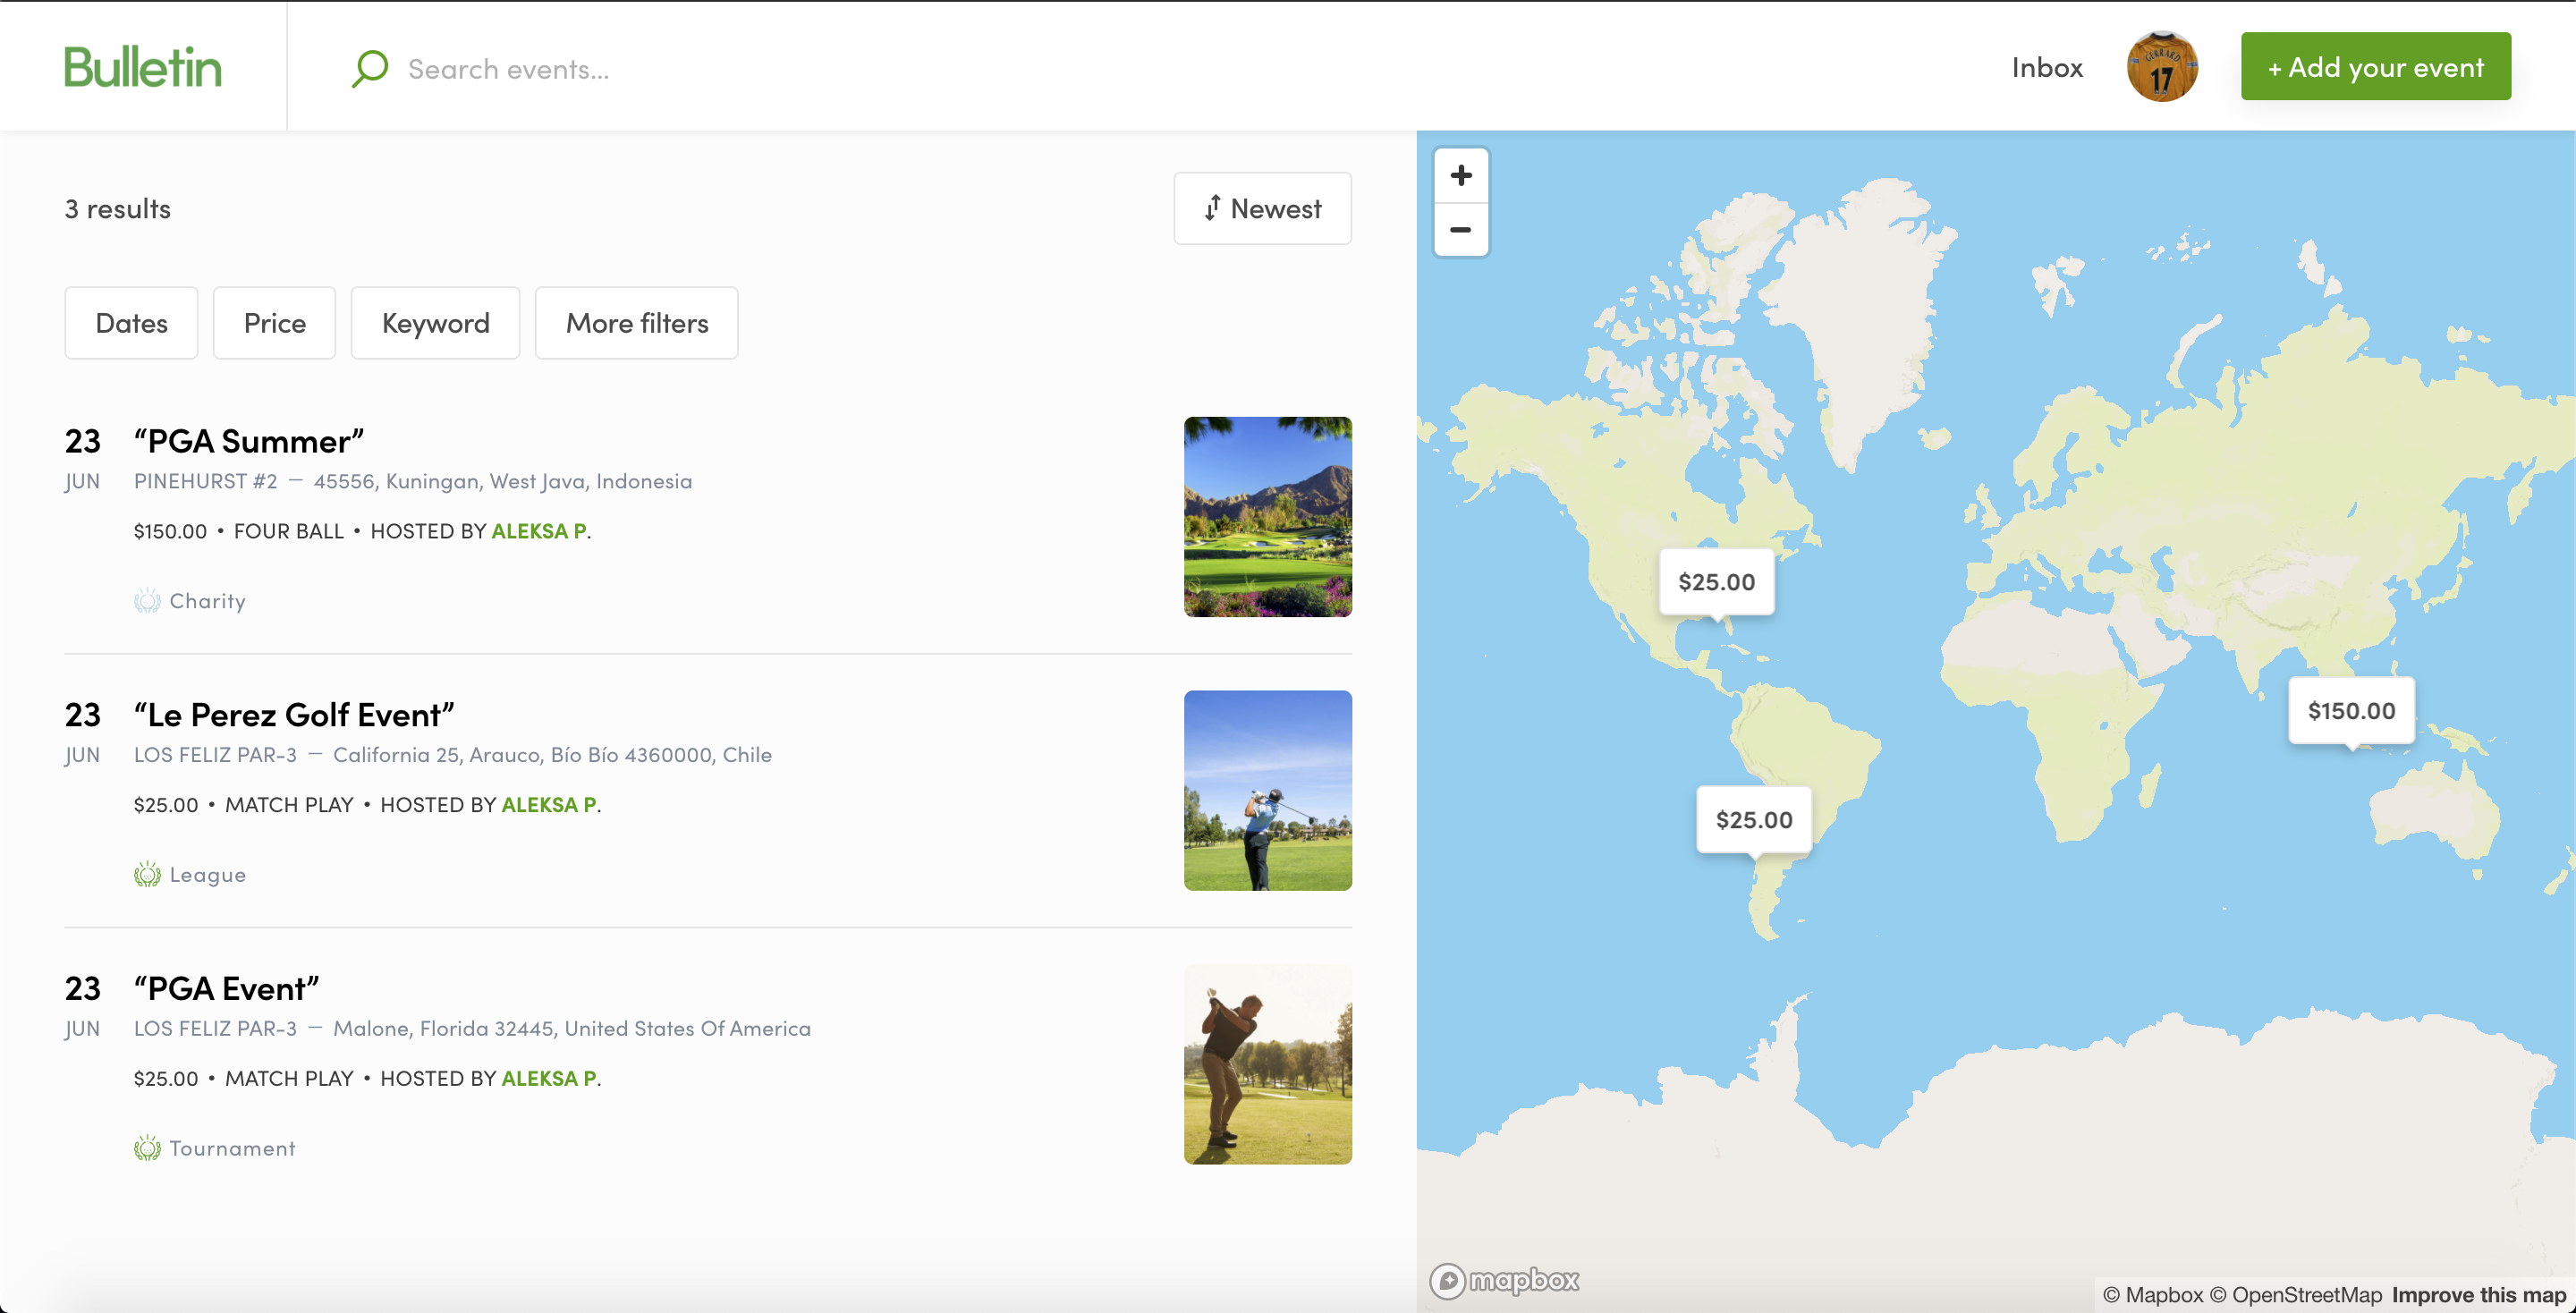 Bulletin
Search events...
Inbox
GERRARD
17
+ Add your event
3 results
Newest
Dates
Price
Keyword
More filters
23
JUN
“PGA Summer”
PINEHURST #2 — 45556, Kuningan, West Java, Indonesia
$150.00 • FOUR BALL • HOSTED BY ALEKSA P.
Charity
23
JUN
“Le Perez Golf Event”
LOS FELIZ PAR-3 — California 25, Arauco, Bío Bío 4360000, Chile
$25.00 • MATCH PLAY • HOSTED BY ALEKSA P.
League
23
JUN
“PGA Event”
LOS FELIZ PAR-3 — Malone, Florida 32445, United States Of America
$25.00 • MATCH PLAY • HOSTED BY ALEKSA P.
Tournament
+
−
$25.00
$150.00
$25.00
mapbox
© Mapbox © OpenStreetMap Improve this map